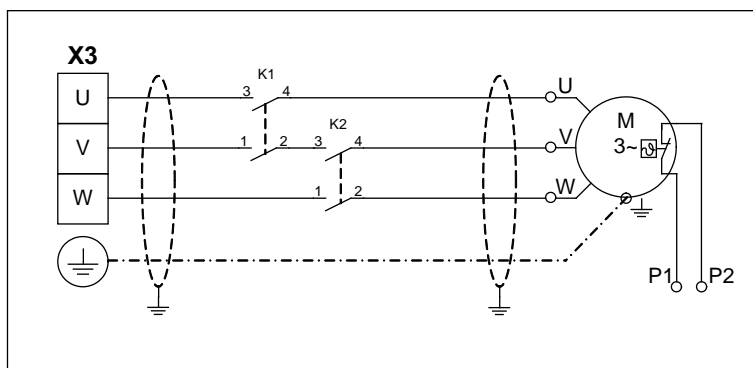 X3
K1
U 3 4 U
M
V 1 2 3 K2 4 V
3~ ϑ
W 1 2 W
P1 P2